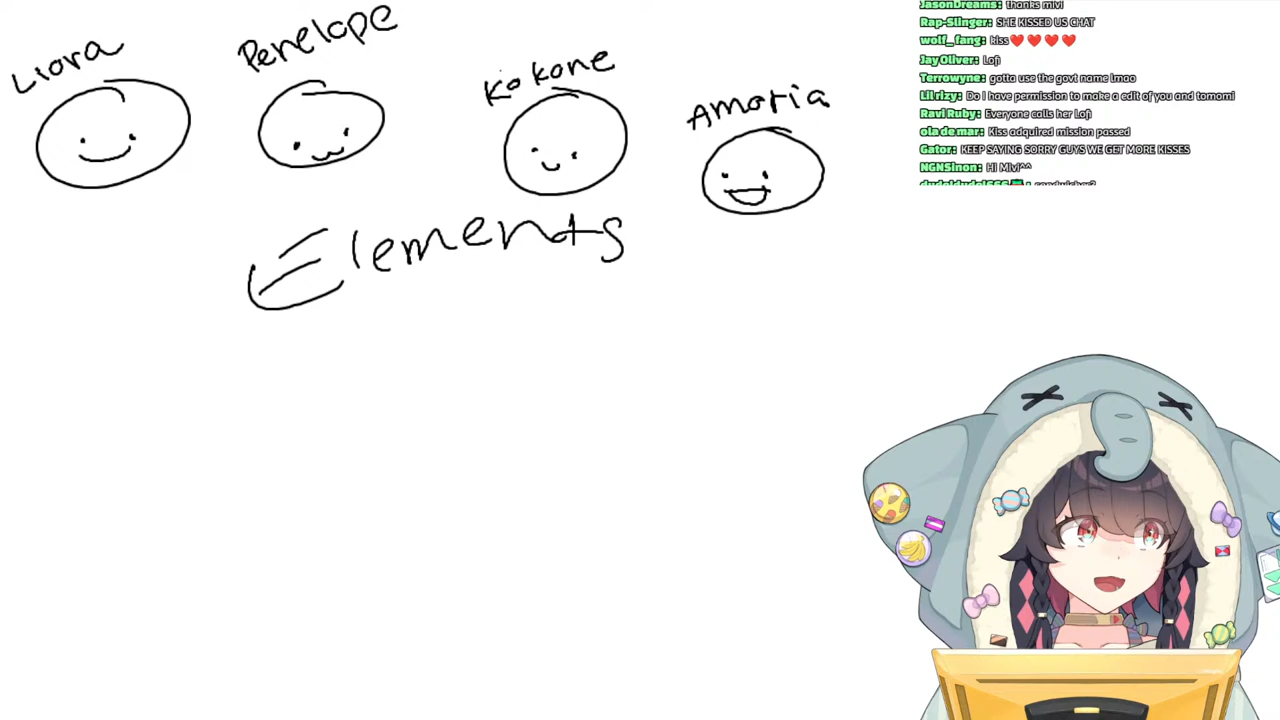 Liora
Penelope
Kokone
Amaria
Elements
JasonDreams: thanks mivi
Rap-Slinger: SHE KISSED US CHAT
wolf_fang: kiss❤❤❤❤
JayOliver: Lofi
Terrowyne: gotta use the govt name lmoo
Lil rizy: Do I have permission to make a edit of you and tomomi
Ravi Ruby: Everyone calls her Lofi
ola de mar: Kiss adquired mission passed
Gator: KEEP SAYING SORRY GUYS WE GET MORE KISSES
NGNSinon: Hi Mivi^^